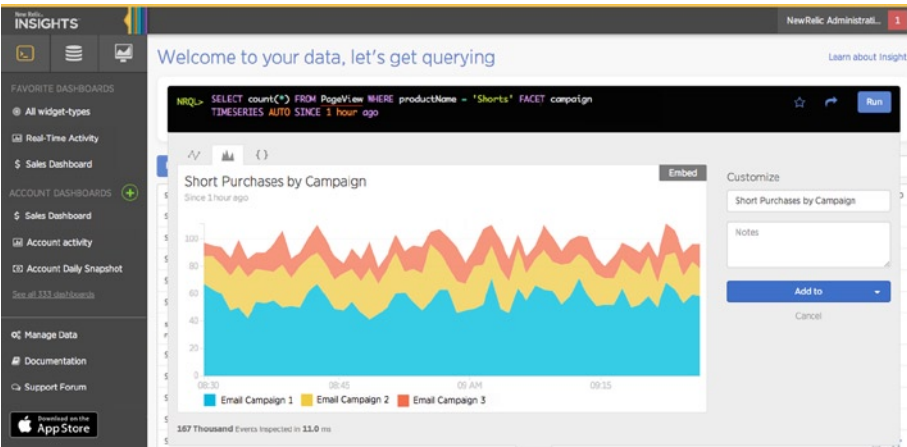 New Relic.
INSIGHTS
NewRelic Administrati... 1
Welcome to your data, let's get querying
Learn about Insight
FAVORITE DASHBOARDS
All widget-types
Real-Time Activity
$ Sales Dashboard
ACCOUNT DASHBOARDS
$ Sales Dashboard
Account activity
Account Daily Snapshot
See all 333 dashboards
Manage Data
Documentation
Support Forum
Download on the
App Store
NRQL> SELECT count(*) FROM PageView WHERE productName = 'Shorts' FACET campaign
TIMESERIES AUTO SINCE 1 hour ago
Run
{}
Short Purchases by Campaign
Since 1 hour ago
Embed
100
80
60
40
20
0
08:30 08:45 09 AM 09:15
Email Campaign 1 Email Campaign 2 Email Campaign 3
167 Thousand Events Inspected in 11.0 ms
Customize
Short Purchases by Campaign
Notes
Add to
Cancel